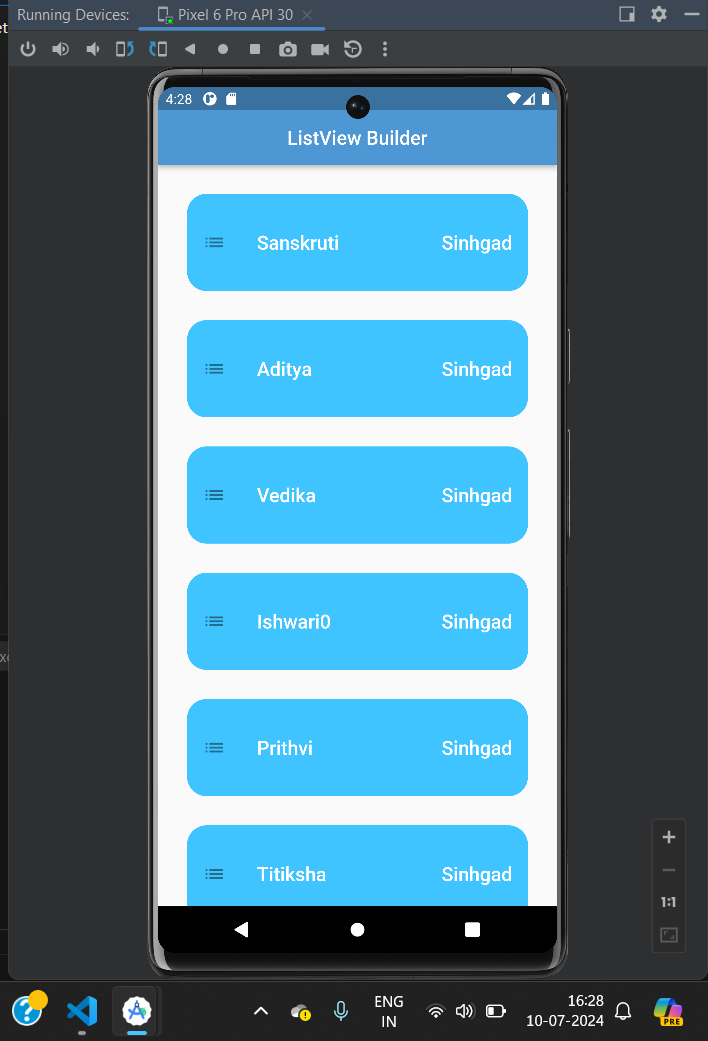 Running Devices: Pixel 6 Pro API 30
4:28
ListView Builder
Sanskruti Sinhgad
Aditya Sinhgad
Vedika Sinhgad
Ishwari0 Sinhgad
Prithvi Sinhgad
Titiksha Sinhgad
1:1
ENG
IN
16:28
10-07-2024
PRE